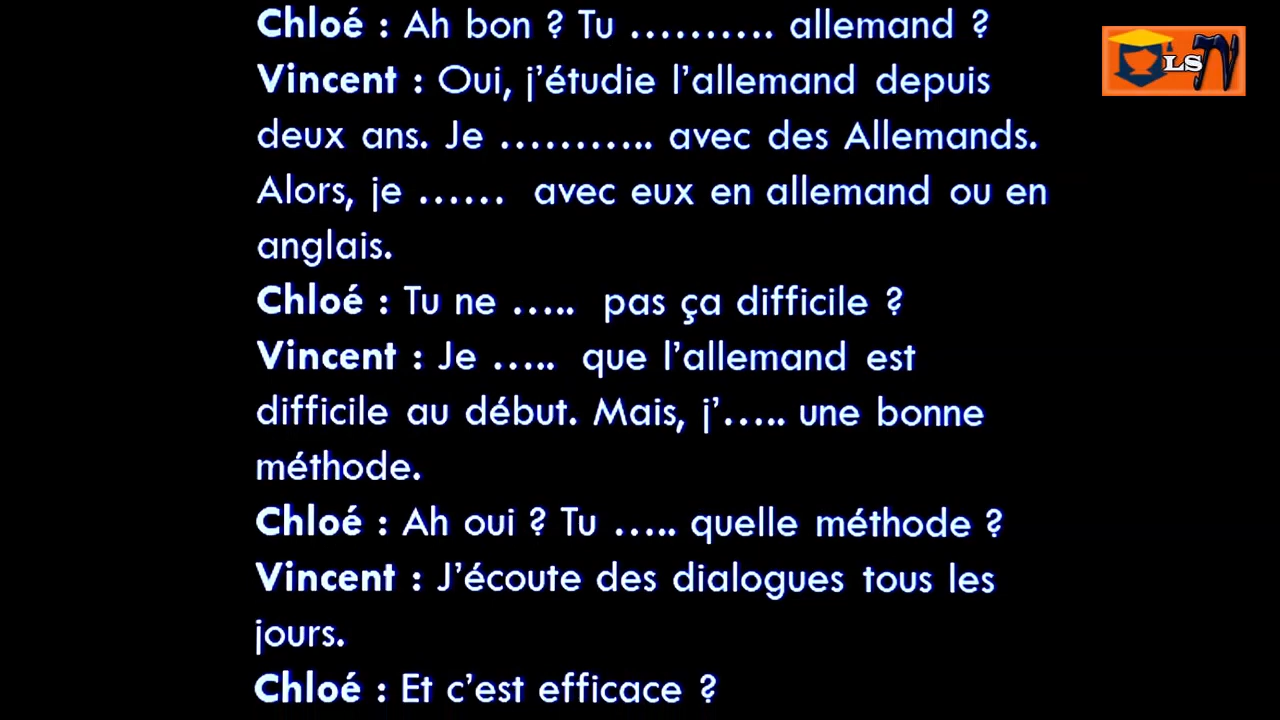 Chloé : Ah bon ? Tu .......... allemand ?
Vincent : Oui, j'étudie l'allemand depuis
deux ans. Je ........... avec des Allemands.
Alors, je ...... avec eux en allemand ou en
anglais.
Chloé : Tu ne ..... pas ça difficile ?
Vincent : Je ..... que l'allemand est
difficile au début. Mais, j'..... une bonne
méthode.
Chloé : Ah oui ? Tu ..... quelle méthode ?
Vincent : J'écoute des dialogues tous les
jours.
Chloé : Et c'est efficace ?
LS